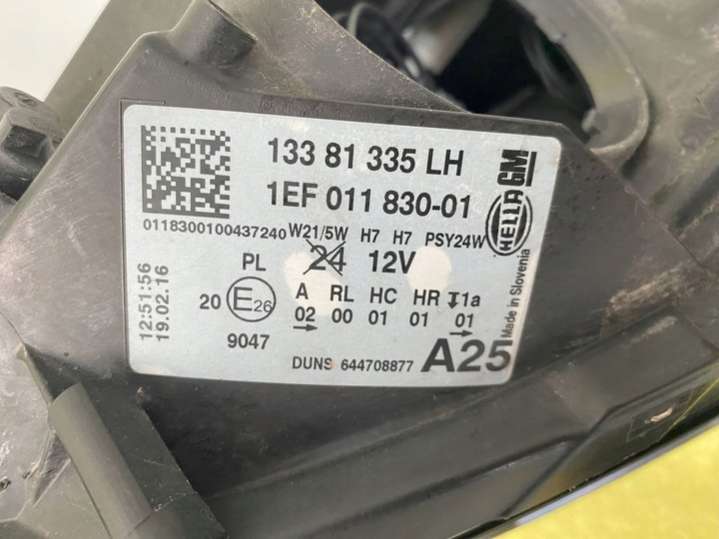 133 81 335 LH
1EF 011 830-01
GM
HELLA
0118300100437240 W21/5W H7 H7 PSY24W
PL 24 12V
20 E26 A RL HC HR 1a
02 00 01 01 01
9047
DUNS 644708877 A25
12:51:56
19.02.16
Made in Slovenia